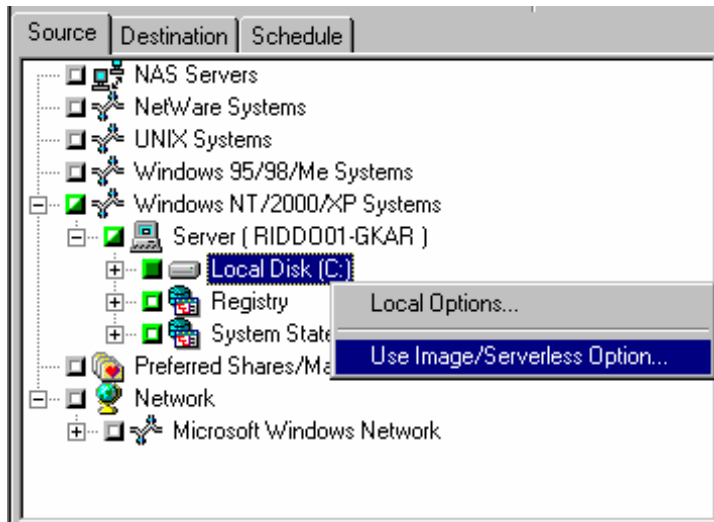 Source Destination Schedule
NAS Servers
NetWare Systems
UNIX Systems
Windows 95/98/Me Systems
Windows NT/2000/XP Systems
Server ( RIDDO01-GKAR )
Local Disk (C:)
Registry
Local Options...
System State
Use Image/Serverless Option...
Preferred Shares/Ma
Network
Microsoft Windows Network